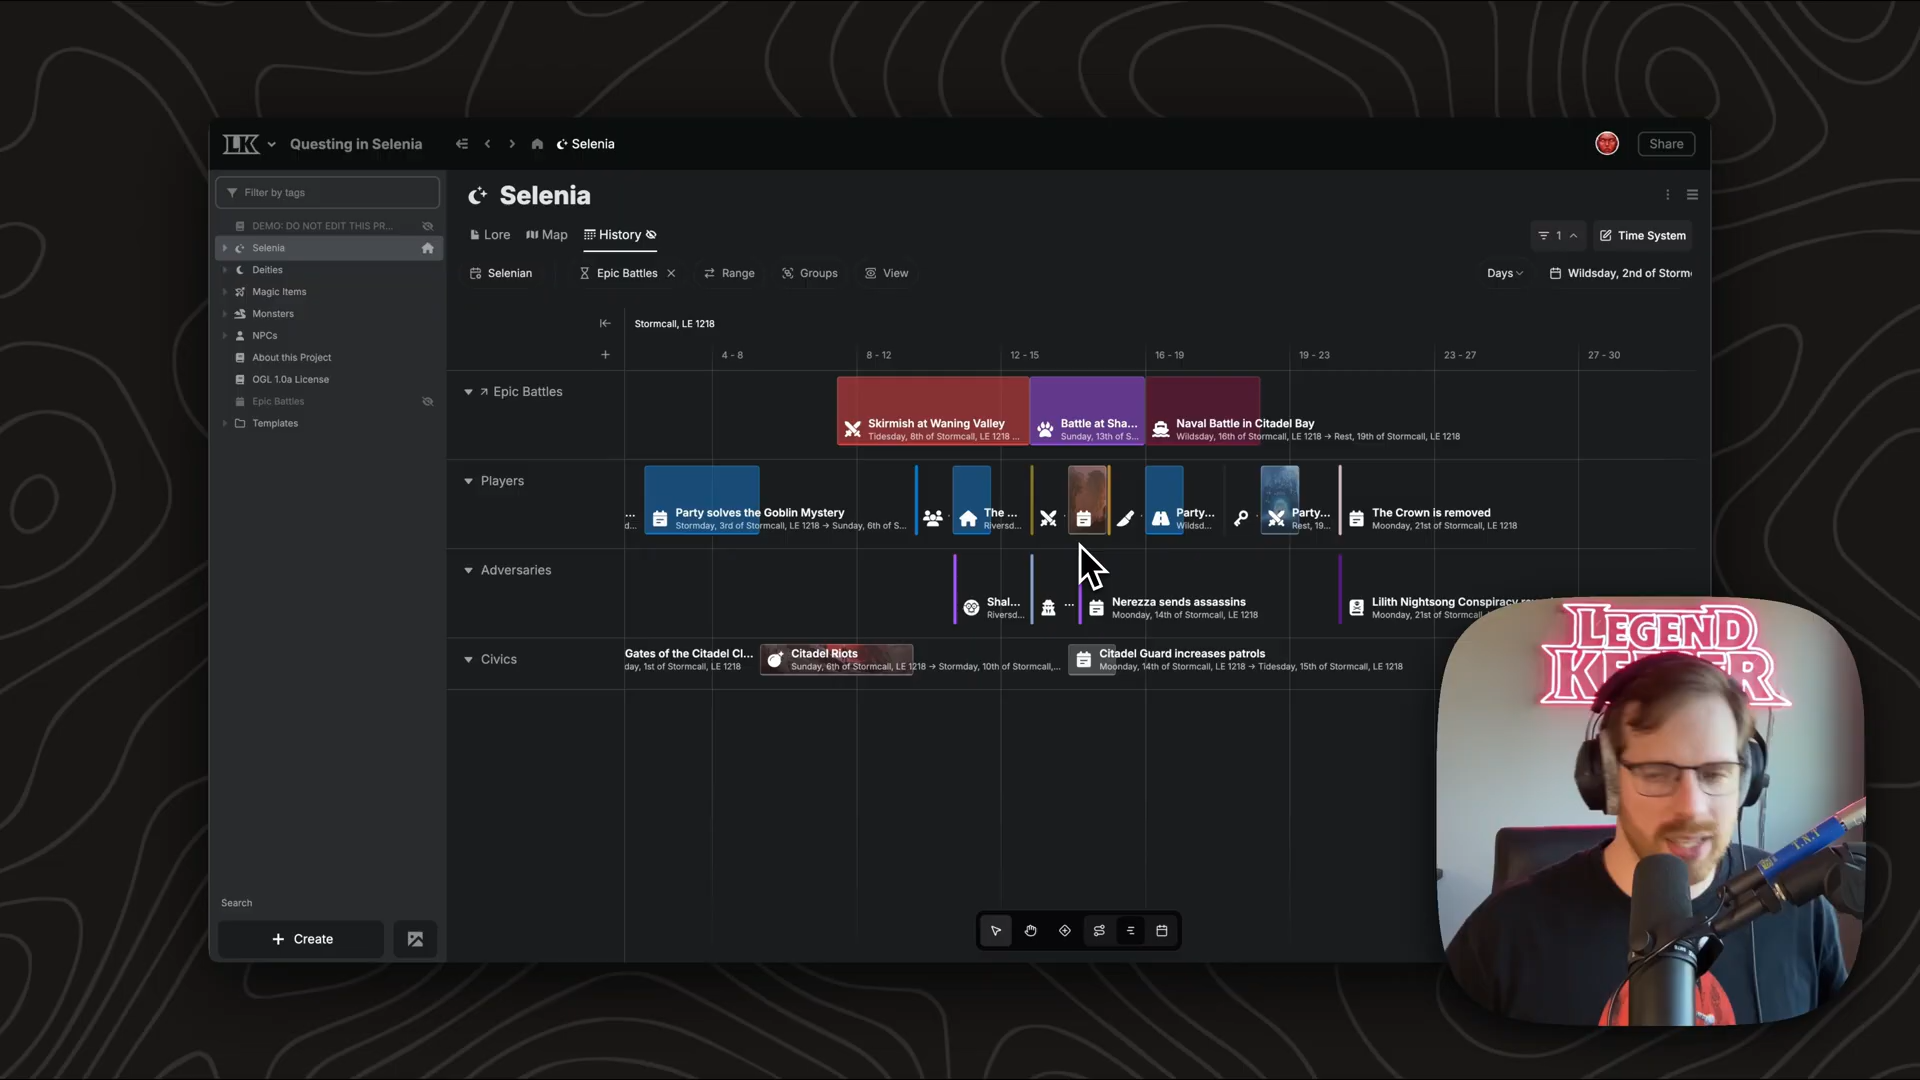 LK Questing in Selenia Selenia Share
Filter by tags
DEMO: DO NOT EDIT THIS PR...
Selenia
Deities
Magic Items
Monsters
NPCs
About this Project
OGL 1.0a License
Epic Battles
Templates
Search
Create
Selenia
Lore Map History 1 Time System
Selenian Epic Battles Range Groups View Days Wildsday, 2nd of Storm
Stormcall, LE 1218
4 - 8 8 - 12 12 - 15 16 - 19 19 - 23 23 - 27 27 - 30
Epic Battles
Skirmish at Waning Valley
Tidesday, 8th of Stormcall, LE 1218 ...
Battle at Sha...
Sunday, 13th of S...
Naval Battle in Citadel Bay
Wildsday, 16th of Stormcall, LE 1218 → Rest, 19th of Stormcall, LE 1218
Players
...
d...
Party solves the Goblin Mystery
Stormday, 3rd of Stormcall, LE 1218 → Sunday, 6th of S...
The ...
Riversd...
Party...
Wildsd...
Party...
Rest, 19...
The Crown is removed
Moonday, 21st of Stormcall, LE 1218
Adversaries
Shal...
Riversd...
...
Nerezza sends assassins
Moonday, 14th of Stormcall, LE 1218
Lilith Nightsong Conspiracy
Moonday, 21st of Stormcall, LE 1218
Civics
Gates of the Citadel Cl...
day, 1st of Stormcall, LE 1218
Citadel Riots
Sunday, 6th of Stormcall, LE 1218 → Stormday, 10th of Stormcall,...
Citadel Guard increases patrols
Moonday, 14th of Stormcall, LE 1218 → Tidesday, 15th of Stormcall, LE 1218
LEGEND
KEEPER
T.N.T